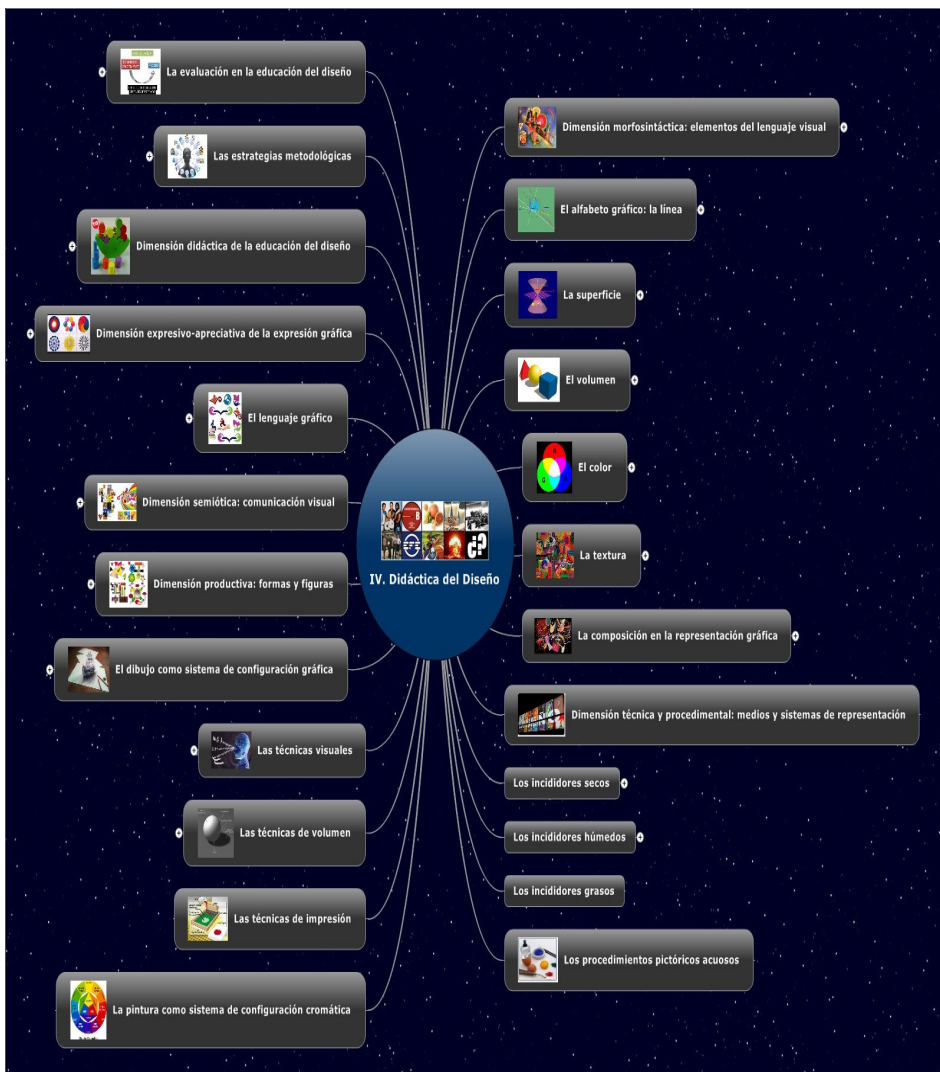 La evaluación en la educación del diseño
Las estrategias metodológicas
Dimensión didáctica de la educación del diseño
Dimensión expresivo-apreciativa de la expresión gráfica
El lenguaje gráfico
Dimensión semiótica: comunicación visual
Dimensión productiva: formas y figuras
El dibujo como sistema de configuración gráfica
Las técnicas visuales
Las técnicas de volumen
Las técnicas de impresión
La pintura como sistema de configuración cromática
IV. Didáctica del Diseño
Dimensión morfosintáctica: elementos del lenguaje visual
El alfabeto gráfico: la línea
La superficie
El volumen
El color
La textura
La composición en la representación gráfica
Dimensión técnica y procedimental: medios y sistemas de representación
Los incididores secos
Los incididores húmedos
Los incididores grasos
Los procedimientos pictóricos acuosos